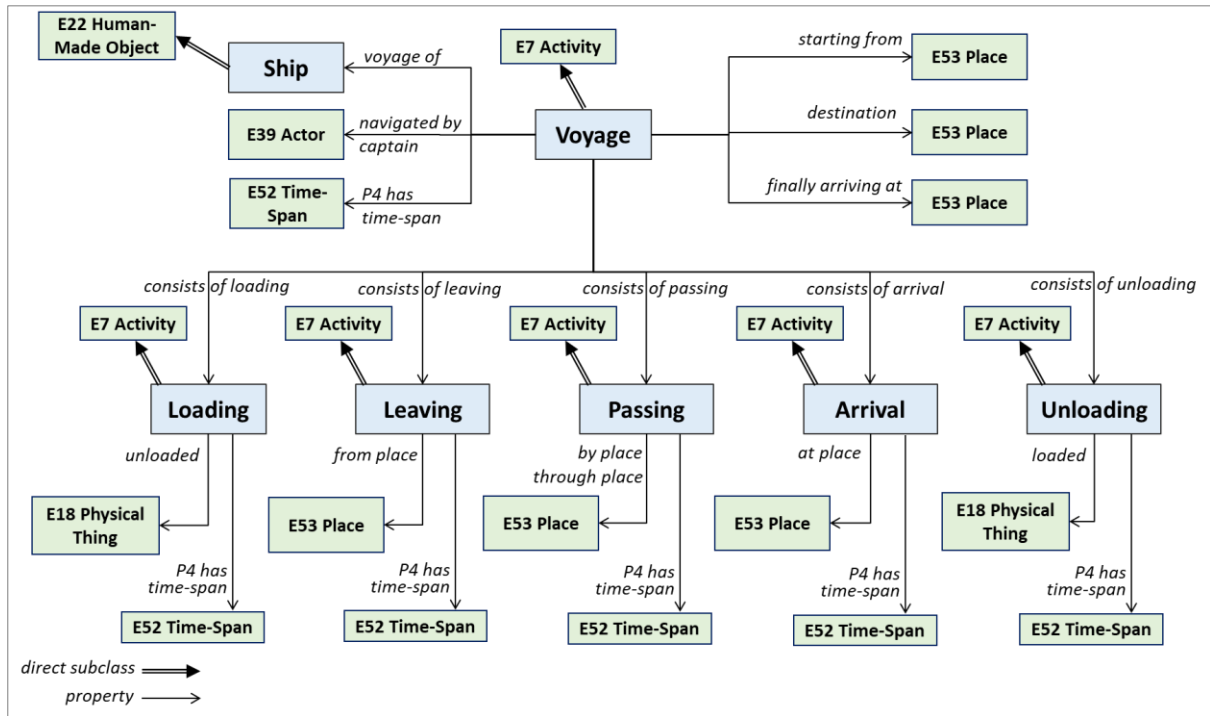 E22 Human-
Made Object
Ship
voyage of
E7 Activity
Voyage
starting from
E53 Place
E39 Actor
navigated by
captain
destination
E53 Place
E52 Time-
Span
P4 has
time-span
finally arriving at
E53 Place
consists of loading
consists of leaving
consists of passing
consists of arrival
consists of unloading
E7 Activity
E7 Activity
E7 Activity
E7 Activity
E7 Activity
Loading
Leaving
Passing
Arrival
Unloading
unloaded
from place
by place
through place
at place
loaded
E18 Physical
Thing
E53 Place
E53 Place
E53 Place
E18 Physical
Thing
P4 has
time-span
P4 has
time-span
P4 has
time-span
P4 has
time-span
P4 has
time-span
E52 Time-Span
E52 Time-Span
E52 Time-Span
E52 Time-Span
E52 Time-Span
direct subclass
property